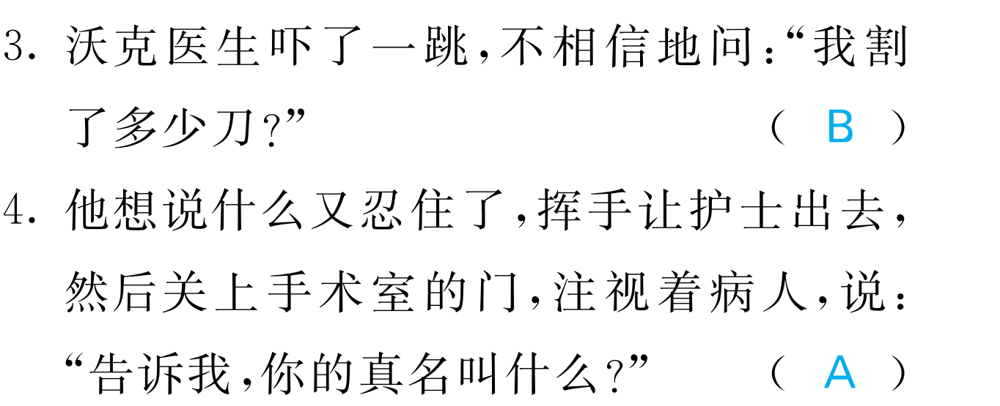 3. 沃克医生吓了一跳,不相信地问:“我割
了多少刀?” ( B )
4. 他想说什么又忍住了,挥手让护士出去,
然后关上手术室的门,注视着病人,说:
“告诉我,你的真名叫什么?” ( A )